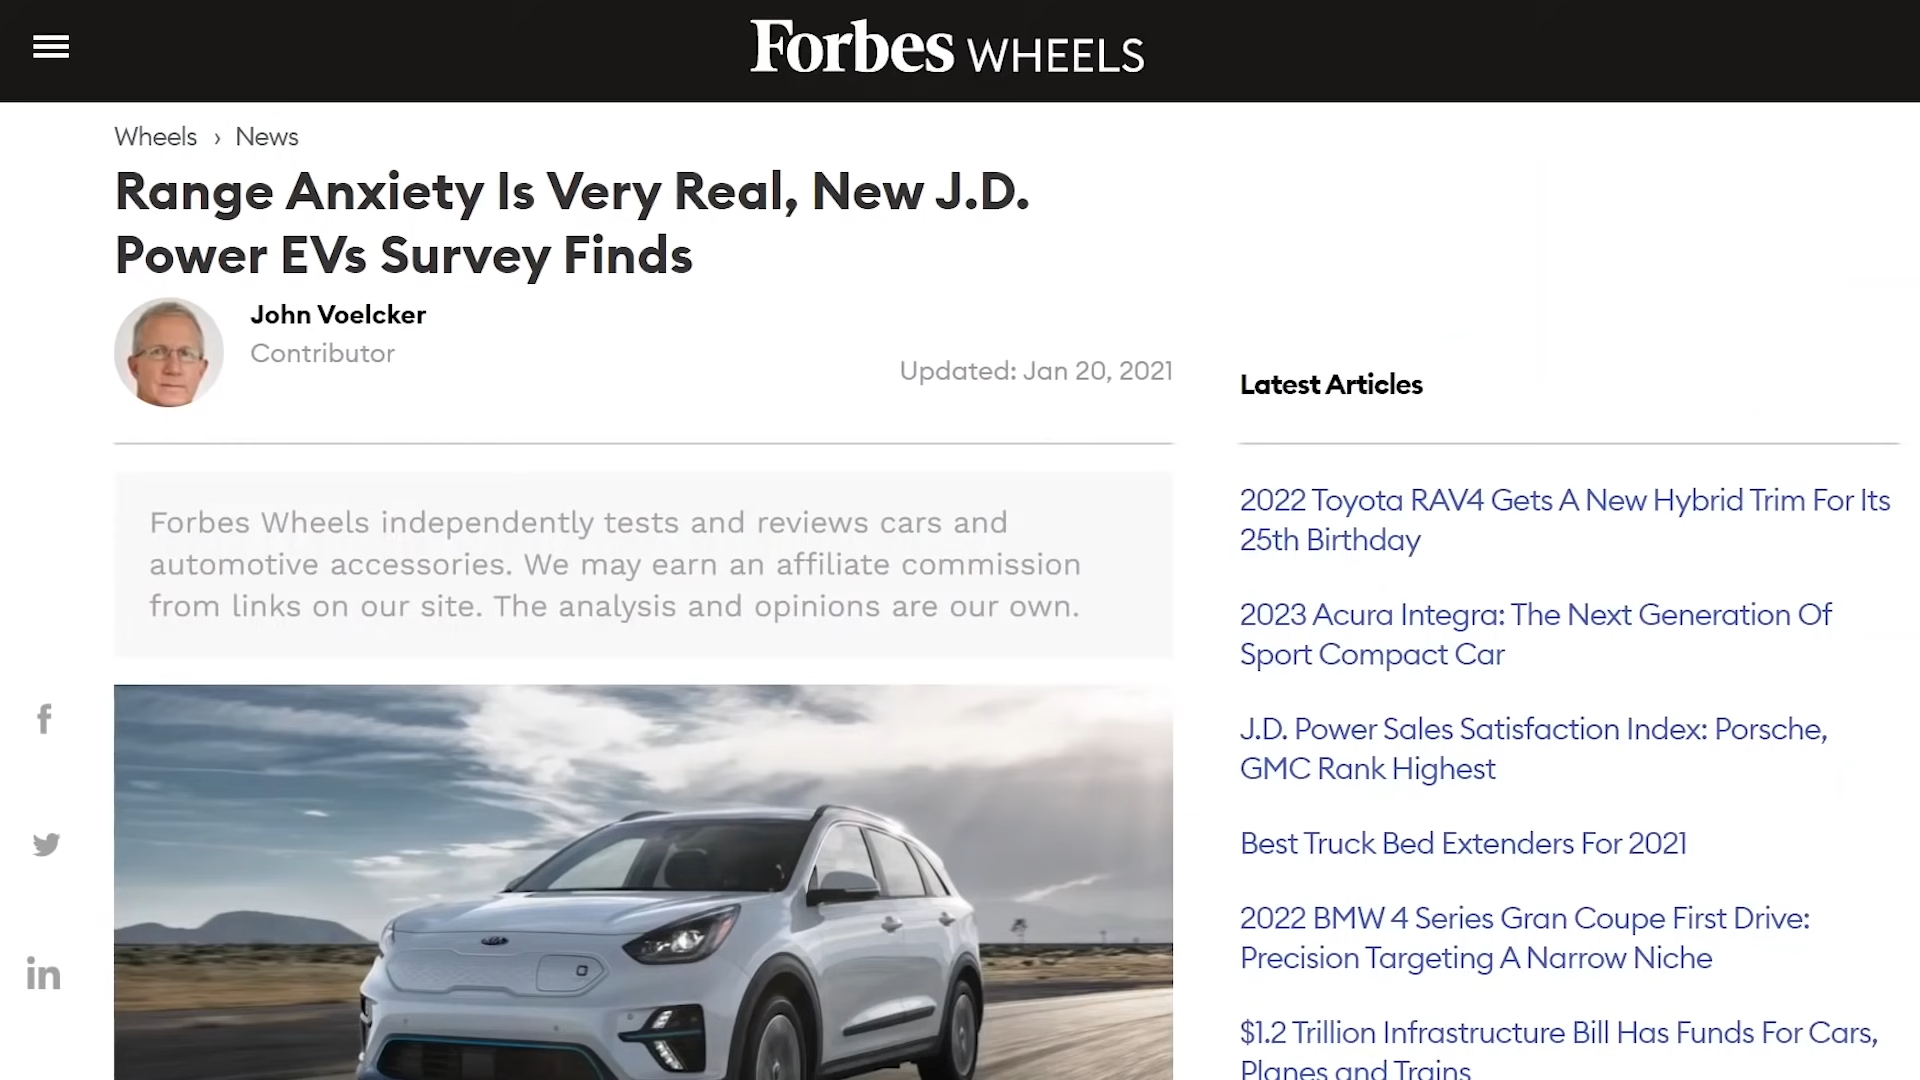 Forbes WHEELS
Wheels › News
Range Anxiety Is Very Real, New J.D.
Power EVs Survey Finds
John Voelcker
Contributor
Updated: Jan 20, 2021
Forbes Wheels independently tests and reviews cars and
automotive accessories. We may earn an affiliate commission
from links on our site. The analysis and opinions are our own.
f
in
KIA
Latest Articles
2022 Toyota RAV4 Gets A New Hybrid Trim For Its
25th Birthday
2023 Acura Integra: The Next Generation Of
Sport Compact Car
J.D. Power Sales Satisfaction Index: Porsche,
GMC Rank Highest
Best Truck Bed Extenders For 2021
2022 BMW 4 Series Gran Coupe First Drive:
Precision Targeting A Narrow Niche
$1.2 Trillion Infrastructure Bill Has Funds For Cars,
Planes and Trains